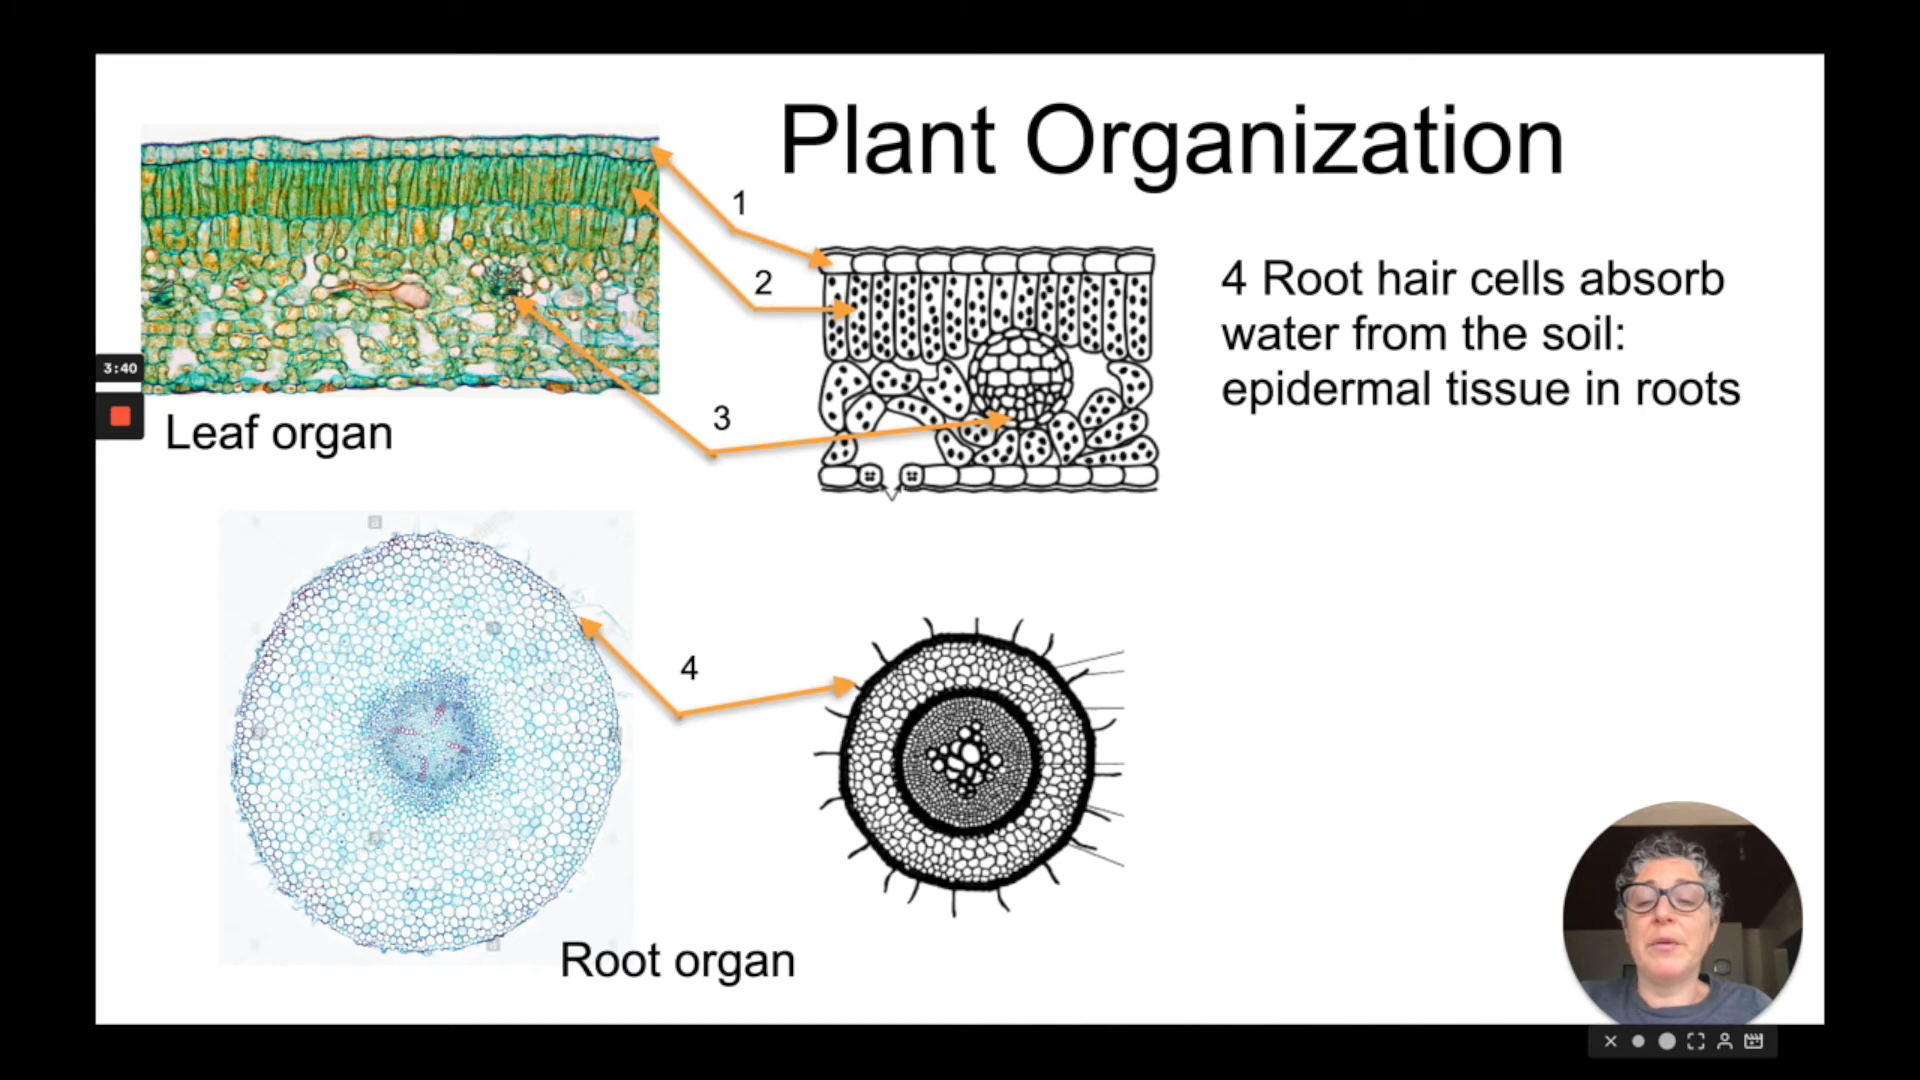 Plant Organization
1
2
3
4 Root hair cells absorb
water from the soil:
epidermal tissue in roots
3:40
Leaf organ
4
Root organ